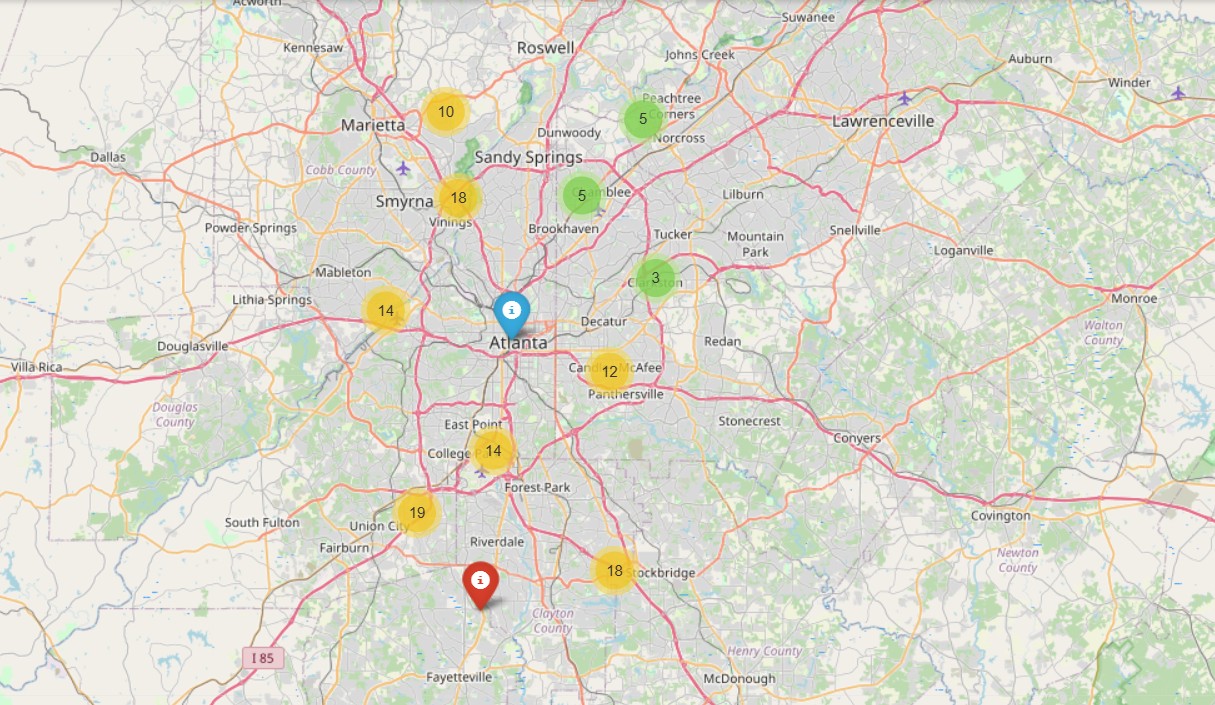 Acworth
Suwanee
Kennesaw
Roswell
Johns Creek
Auburn
Winder
Peachtree
Corners
10
5
Marietta
Dunwoody
Norcross
Lawrenceville
Dallas
Sandy Springs
Cobb County
5
Lilburn
18
Smyrna
Vinings
Powder Springs
Brookhaven
Tucker
Mountain
Park
Snellville
Loganville
Mableton
3
Lithia Springs
Monroe
14
i
Decatur
Walton
County
Atlanta
Redan
Douglasville
Villa Rica
12
McAfee
Panthersville
Douglas
County
East Point
Stonecrest
Conyers
College
14
Forest Park
19
South Fulton
Union City
Covington
Fairburn
Riverdale
Newton
County
18
Stockbridge
i
Clayton
County
Henry County
I 85
Fayetteville
McDonough